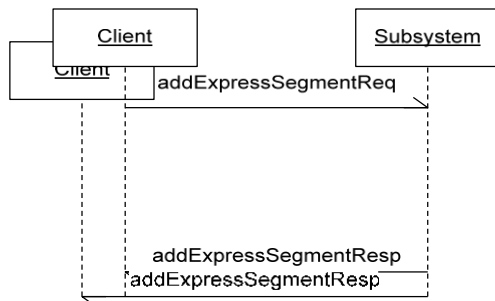 Client
Subsystem
Client
addExpressSegmentReq
addExpressSegmentResp
addExpressSegmentResp